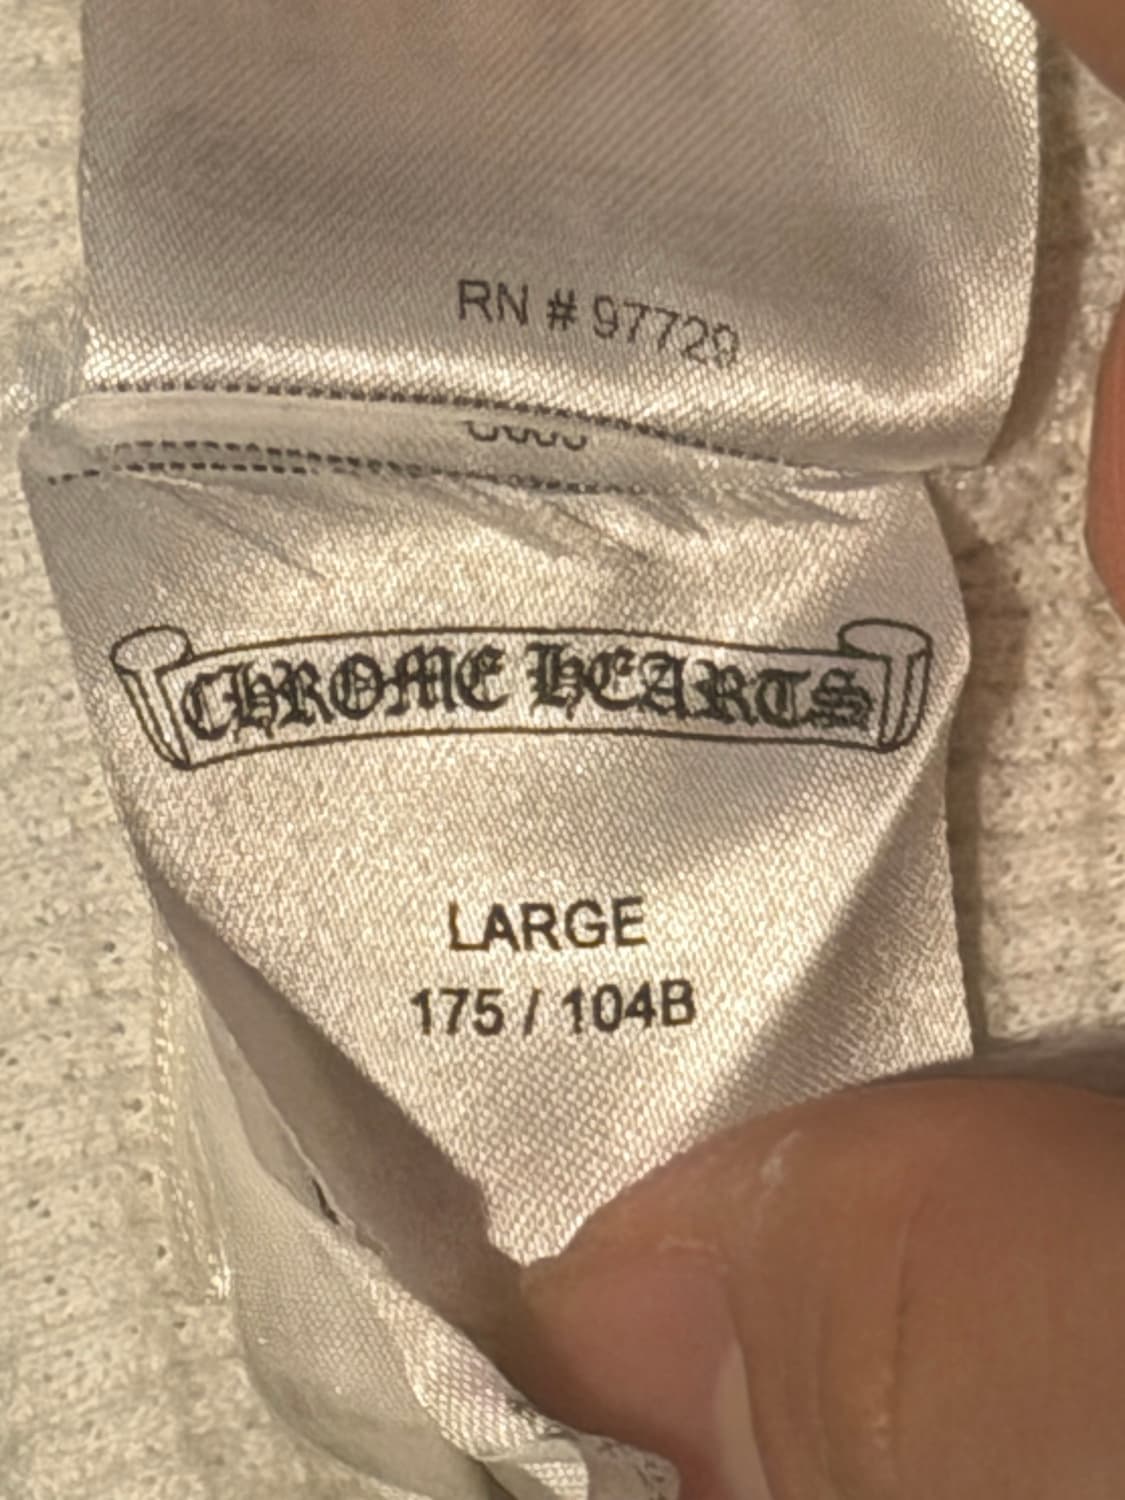 RN # 97729
CHROME HEARTS
LARGE
175 / 104B